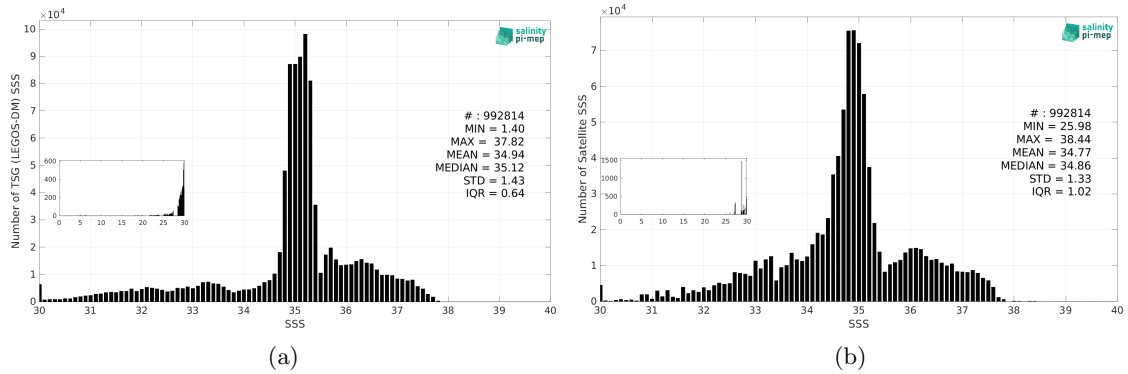 ×10⁴
salinity
pi-mep
Number of TSG (LEGOS-DM) SSS
10
9
8
7
6
5
4
3
2
1
0
# : 992814
MIN = 1.40
MAX = 37.82
MEAN = 34.94
MEDIAN = 35.12
STD = 1.43
IQR = 0.64
600
400
200
0
0 5 10 15 20 25 30
30 31 32 33 34 35 36 37 38 39 40
SSS
(a)
×10⁴
salinity
pi-mep
Number of Satellite SSS
7
6
5
4
3
2
1
0
# : 992814
MIN = 25.98
MAX = 38.44
MEAN = 34.77
MEDIAN = 34.86
STD = 1.33
IQR = 1.02
1500
1000
500
0
0 5 10 15 20 25 30
30 31 32 33 34 35 36 37 38 39 40
SSS
(b)